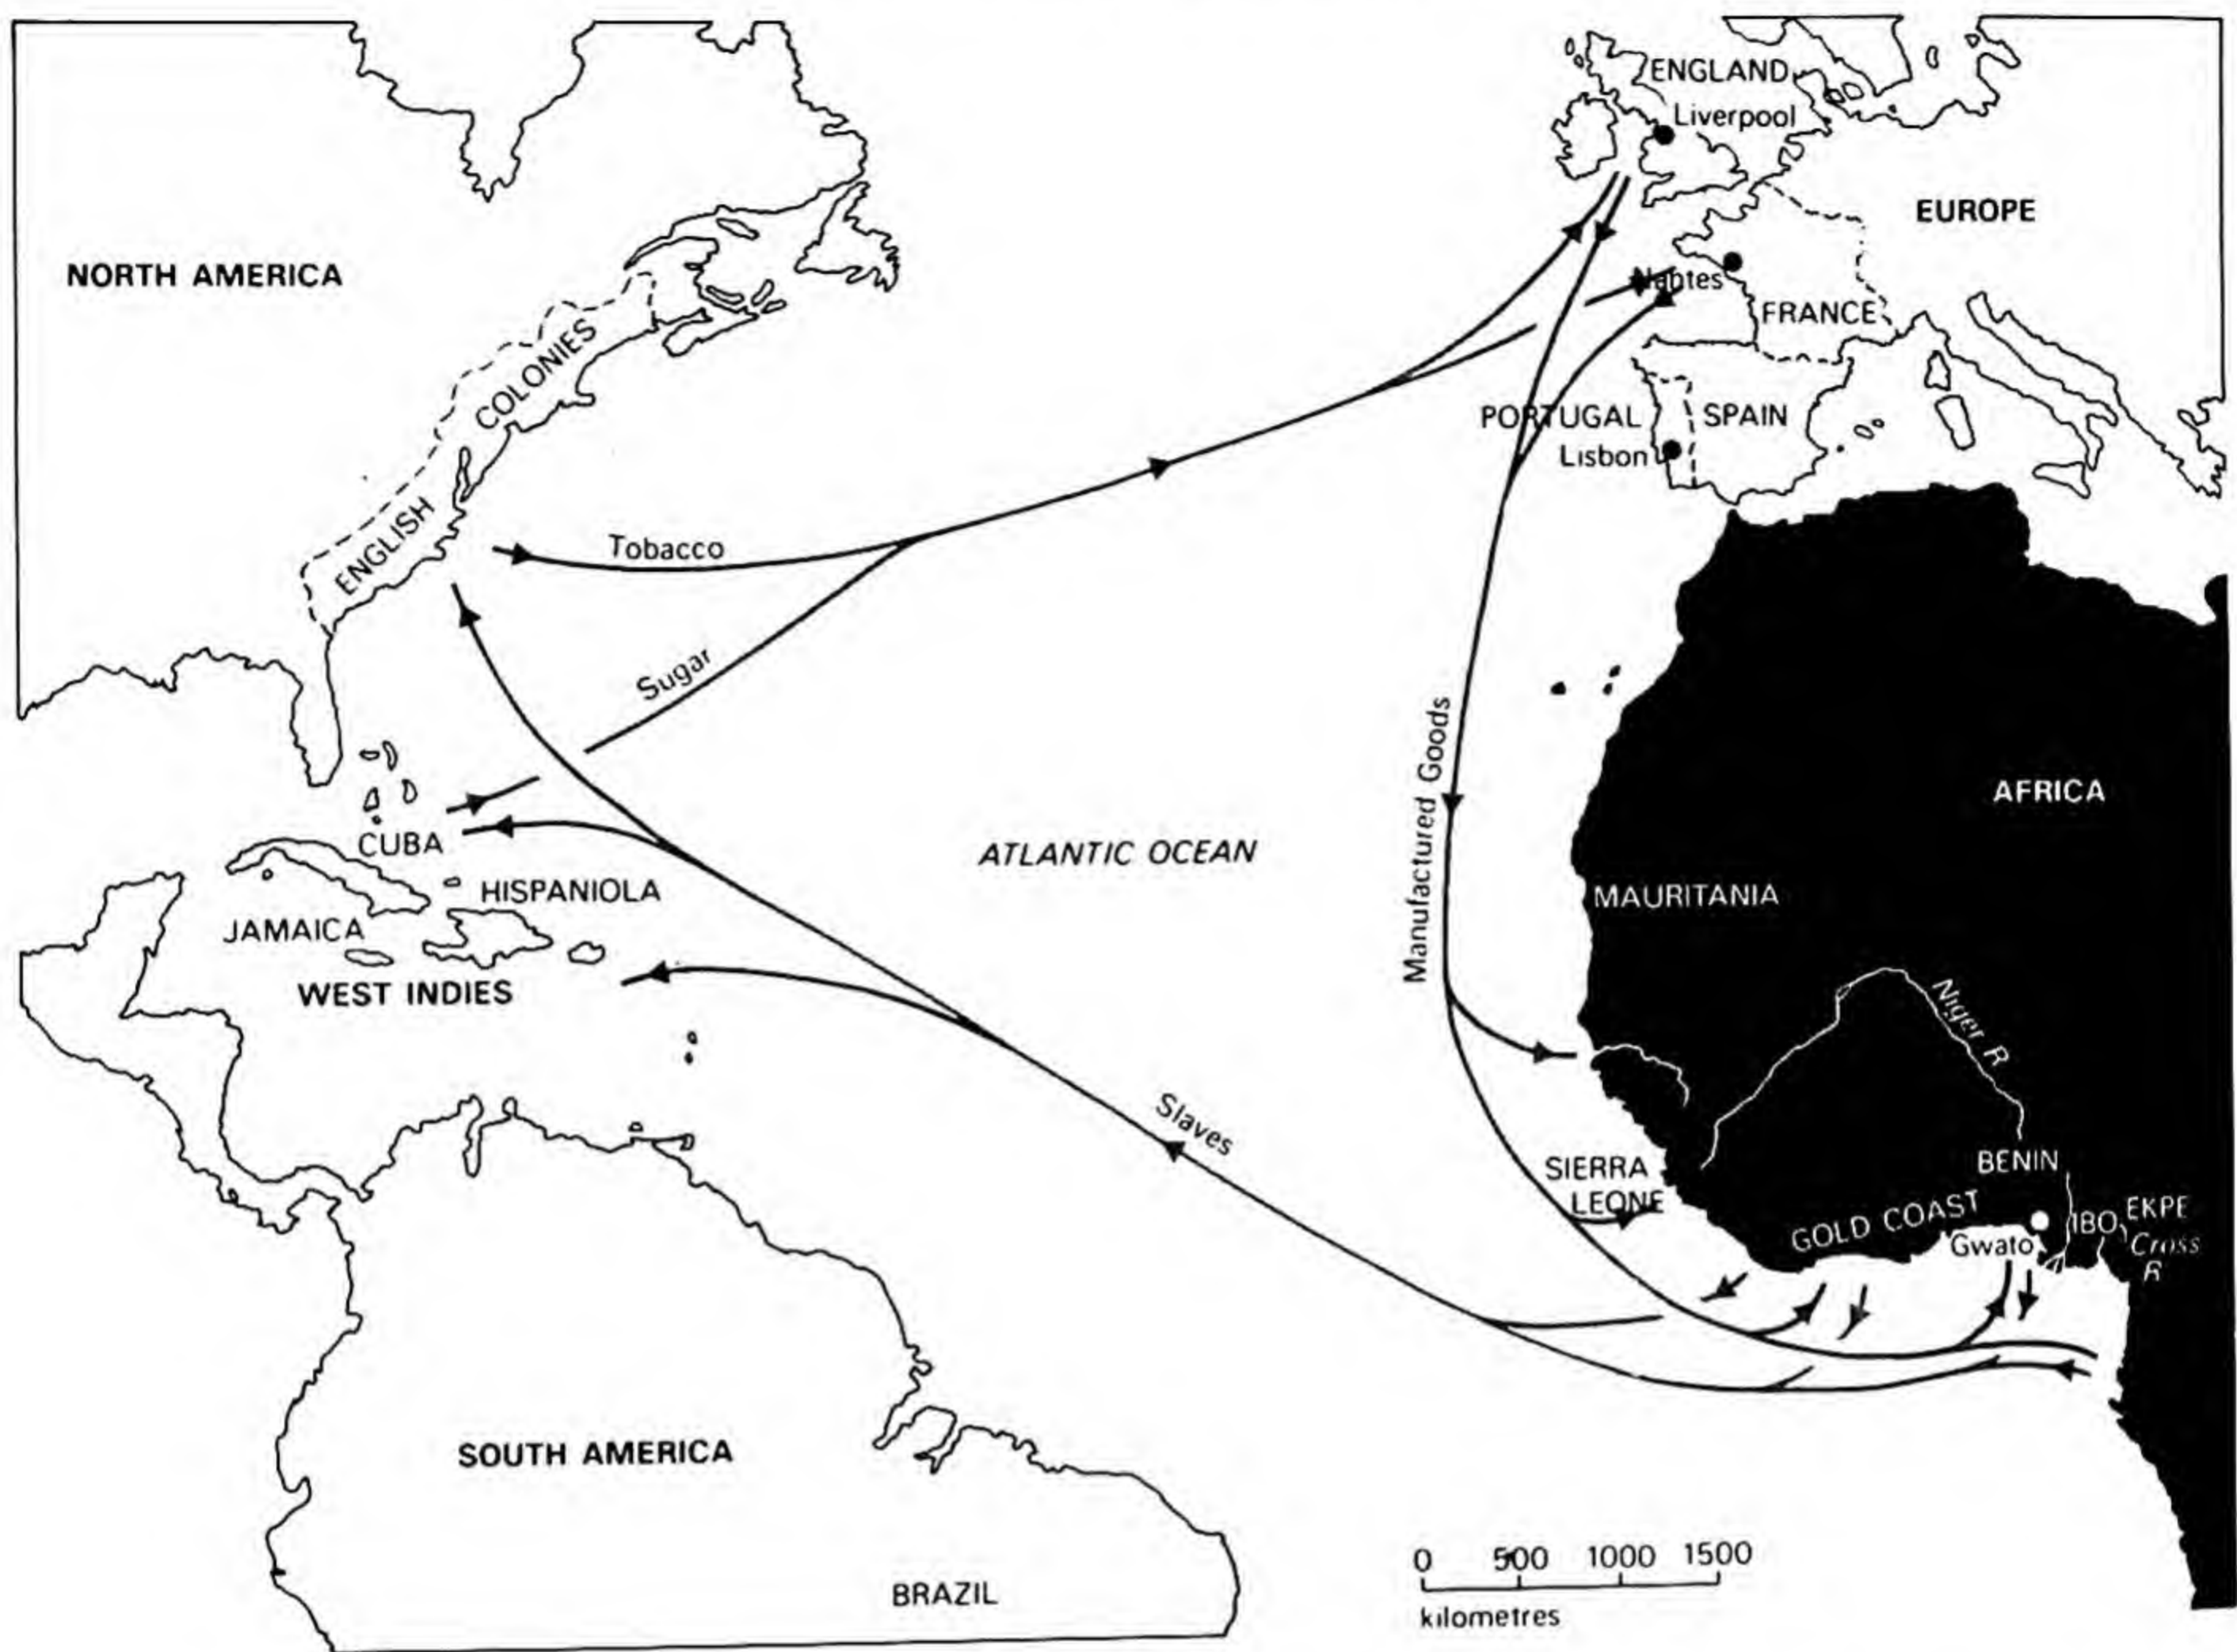 ENGLAND
Liverpool
EUROPE
NORTH AMERICA
Nantes
FRANCE
ENGLISH COLONIES
PORTUGAL
SPAIN
Lisbon
Tobacco
Sugar
Manufactured Goods
AFRICA
CUBA
ATLANTIC OCEAN
HISPANIOLA
MAURITANIA
JAMAICA
WEST INDIES
Niger R
Slaves
SIERRA
LEONE
BENIN
GOLD COAST
IBO
EKPE
Gwato
Cross
R
SOUTH AMERICA
BRAZIL
0 500 1000 1500
kilometres